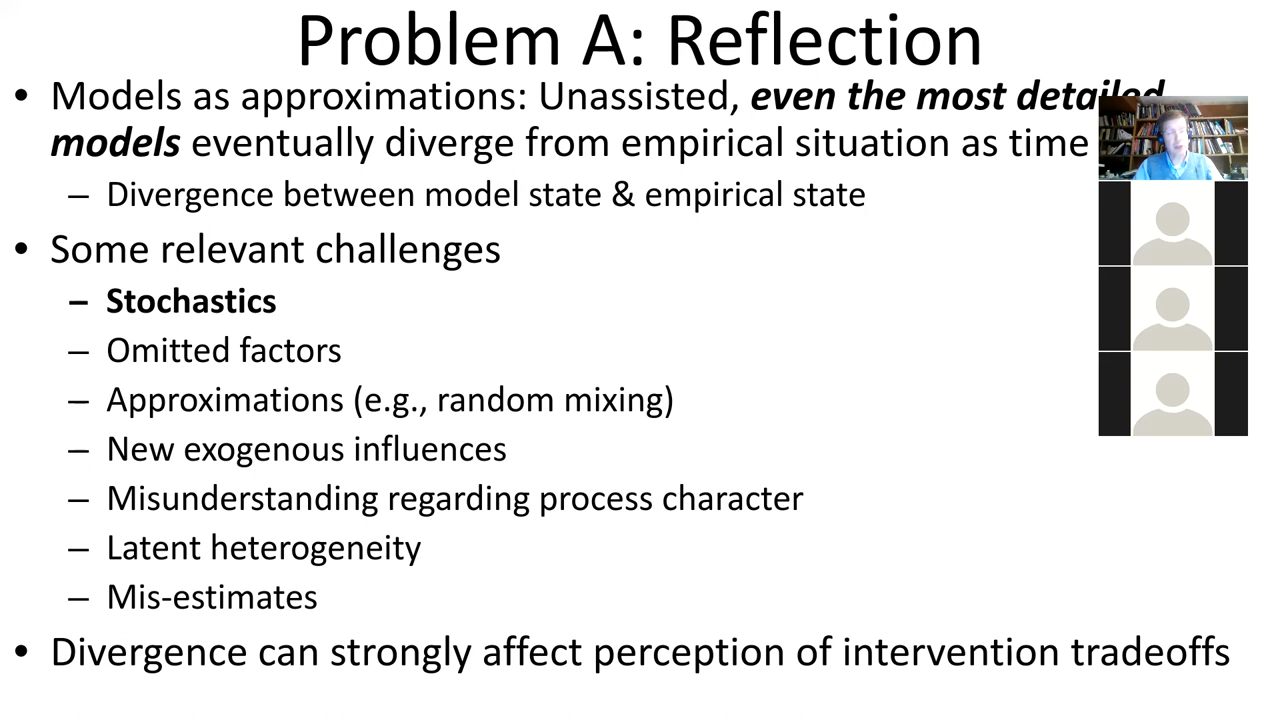 Problem A: Reflection
• Models as approximations: Unassisted, even the most detailed
models eventually diverge from empirical situation as time
– Divergence between model state & empirical state
• Some relevant challenges
– Stochastics
– Omitted factors
– Approximations (e.g., random mixing)
– New exogenous influences
– Misunderstanding regarding process character
– Latent heterogeneity
– Mis-estimates
• Divergence can strongly affect perception of intervention tradeoffs